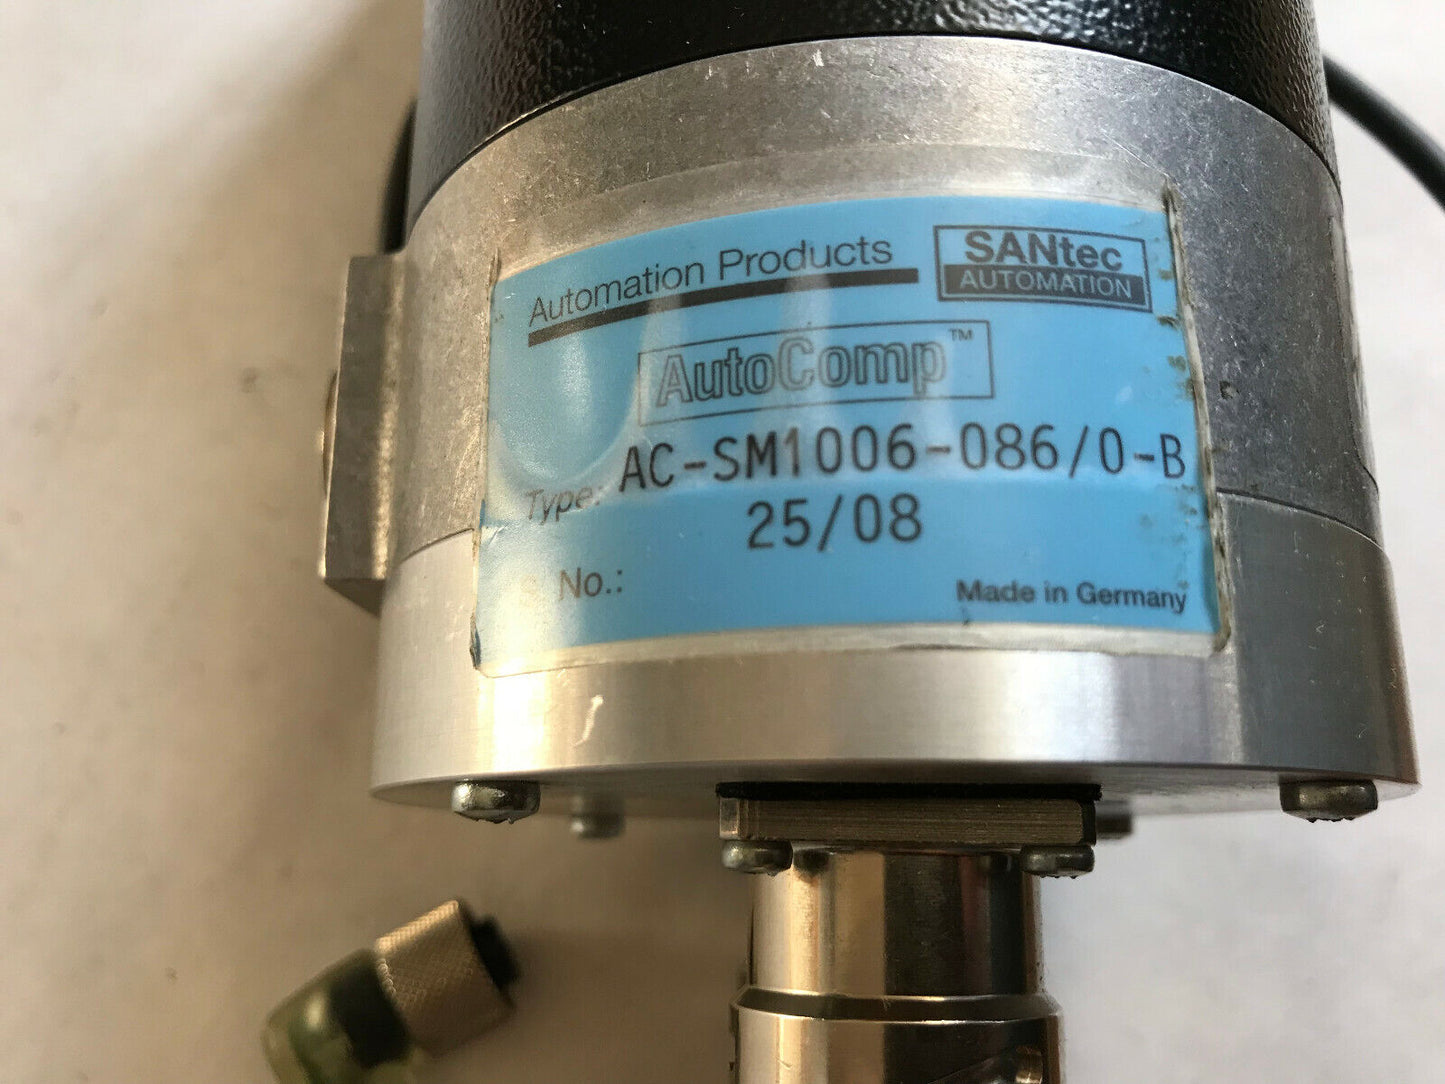 Automation Products
SANtec
AUTOMATION
AutoComp™
Type: AC-SM1006-086/0-B
25/08
No.:
Made in Germany